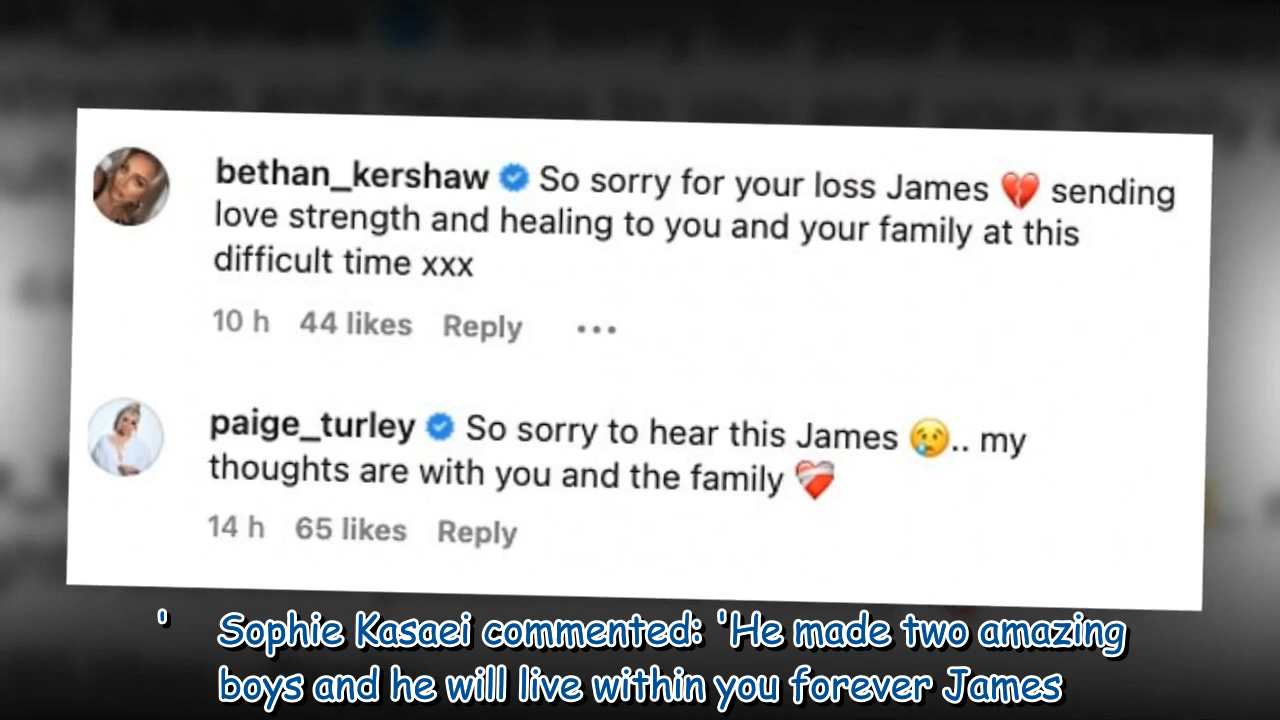 bethan_kershaw So sorry for your loss James 💔 sending
love strength and healing to you and your family at this
difficult time xxx
10 h 44 likes Reply ...
paige_turley So sorry to hear this James 😢.. my
thoughts are with you and the family ❤️‍🩹
14 h 65 likes Reply
' Sophie Kasaei commented: 'He made two amazing
boys and he will live within you forever James